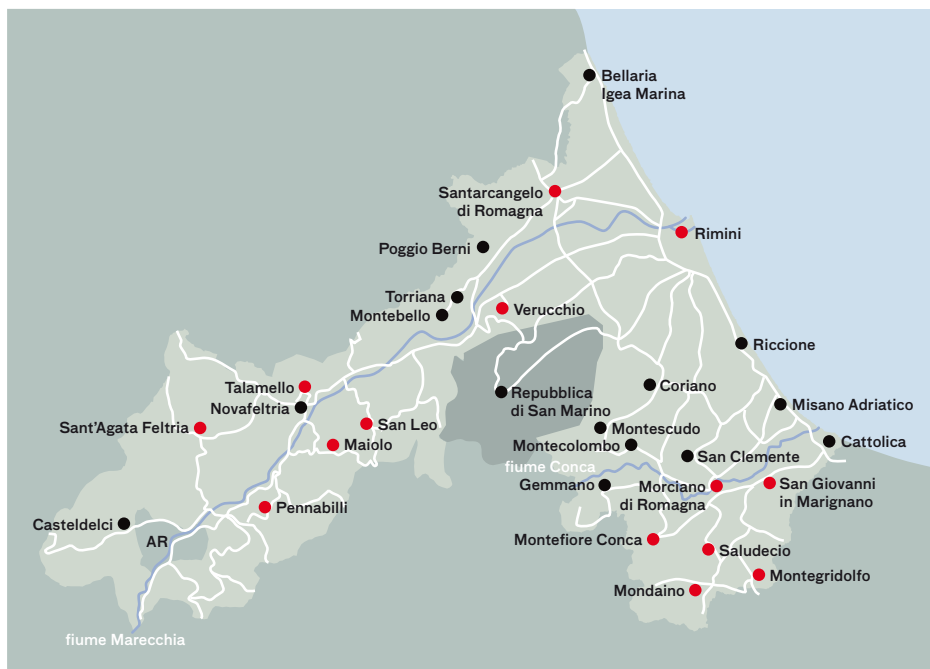 Bellaria
Igea Marina
Santarcangelo
di Romagna
Rimini
Poggio Berni
Torriana
Montebello
Verucchio
Riccione
Talamello
Novafeltria
Repubblica
di San Marino
Coriano
Misano Adriatico
Sant'Agata Feltria
San Leo
Maiolo
Montescudo
Montecolombo
Cattolica
fiume Conca
San Clemente
Gemmano
Morciano
di Romagna
San Giovanni
in Marignano
Pennabilli
Casteldelci
AR
Montefiore Conca
Saludecio
Montegridolfo
Mondaino
fiume Marecchia